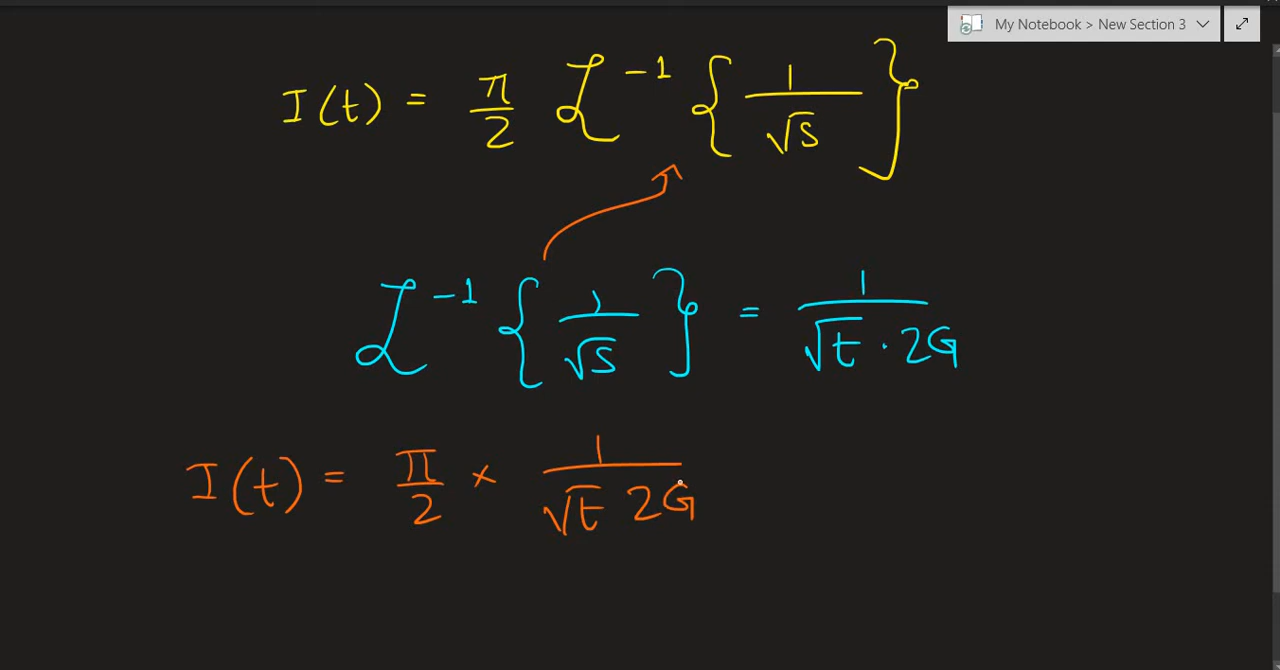 My Notebook > New Section 3
I(t) = π/2 ℒ⁻¹ { 1/√s }
ℒ⁻¹ { 1/√s } = 1/(√t · 2G)
I(t) = π/2 × 1/(√t 2G)